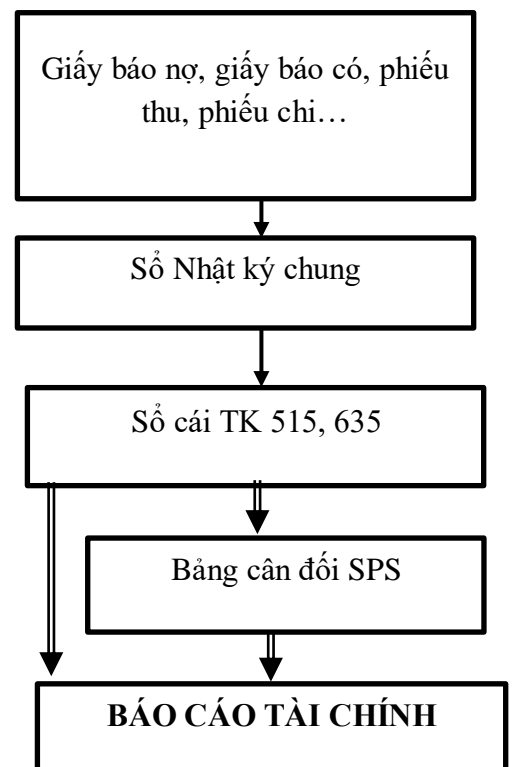 Giấy báo nợ, giấy báo có, phiếu
thu, phiếu chi…
Sổ Nhật ký chung
Sổ cái TK 515, 635
Bảng cân đối SPS
BÁO CÁO TÀI CHÍNH